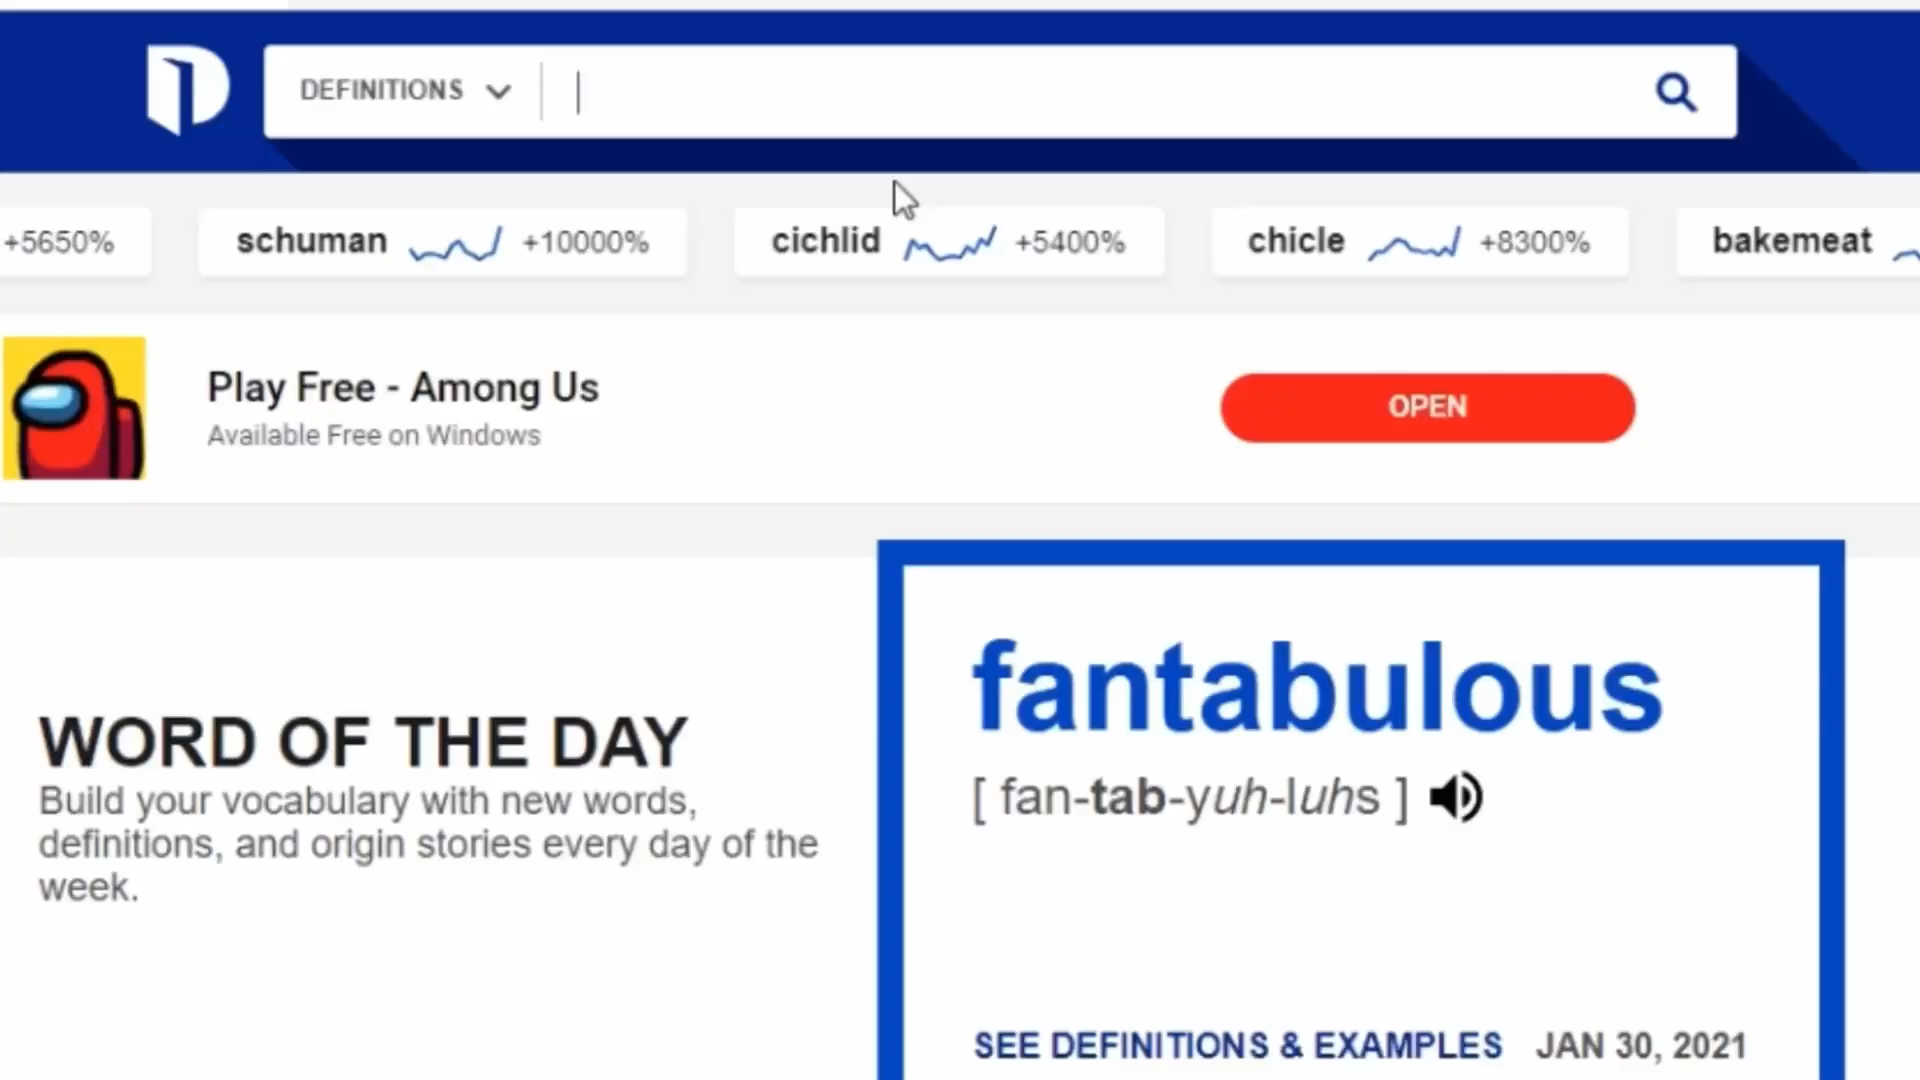 DEFINITIONS
+5650% schuman +10000% cichlid +5400% chicle +8300% bakemeat
Play Free - Among Us
Available Free on Windows
OPEN
WORD OF THE DAY
Build your vocabulary with new words,
definitions, and origin stories every day of the
week.
fantabulous
[ fan-tab-yuh-luhs ]
SEE DEFINITIONS & EXAMPLES JAN 30, 2021